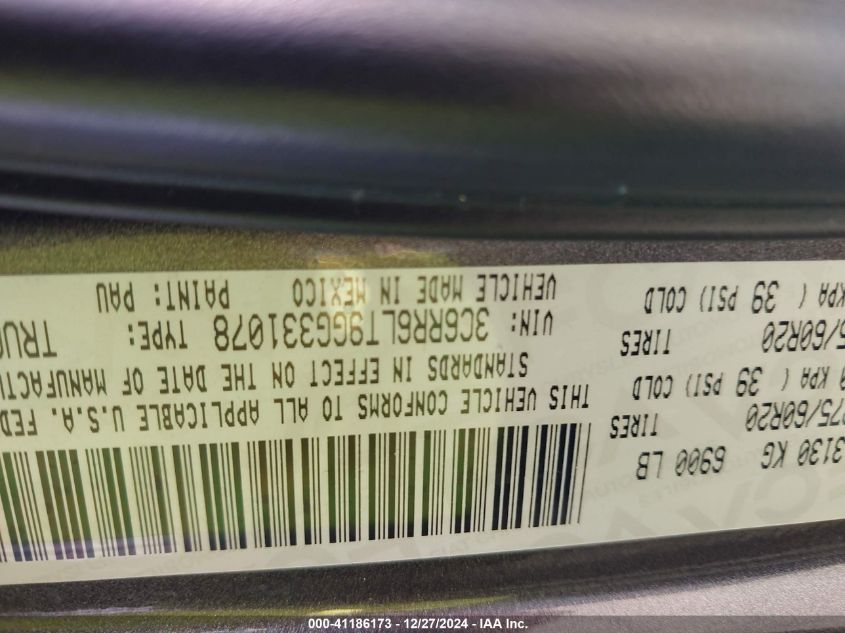 3130 KG 6900 LB
275/60R20 TIRES
KPA ( 39 PSI) COLD
5/60R20 TIRES
KPA ( 39 PSI) COLD
THIS VEHICLE CONFORMS TO ALL APPLICABLE U.S.A. FED
STANDARDS IN EFFECT ON THE DATE OF MANUFACTU
VIN: 3C6RR6LT9GG331078 TYPE: TRUC
VEHICLE MADE IN MEXICO PAINT: PAU
000-41186173 - 12/27/2024 - IAA Inc.